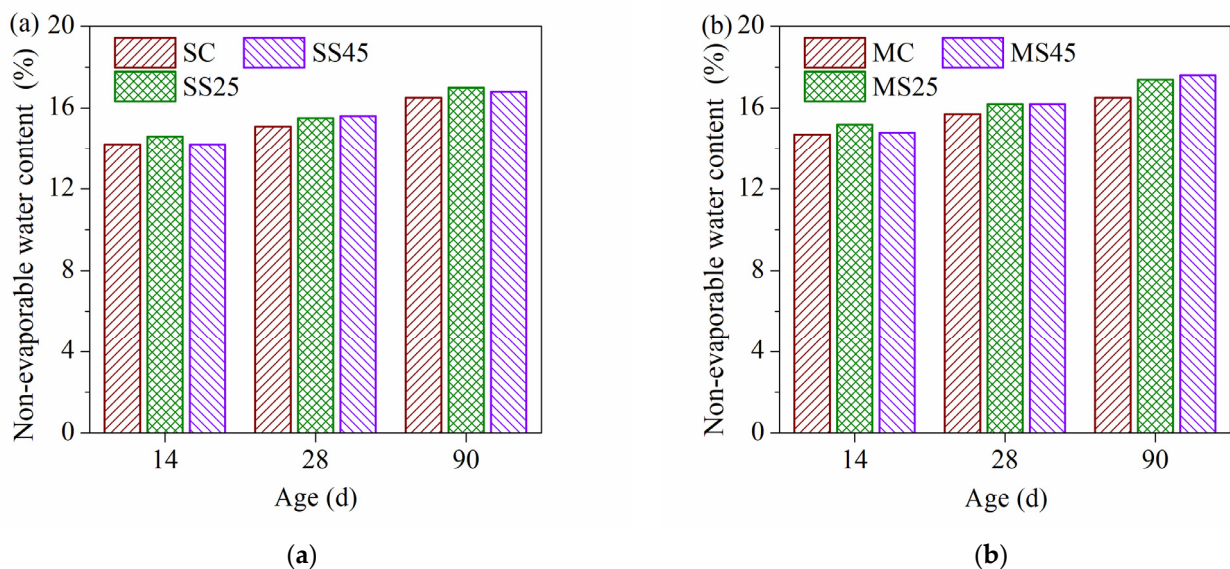 (a)
Non-evaporable water content (%)
20
16
12
8
4
0
SC SS45
SS25
14 28 90
Age (d)
(a)
(b)
Non-evaporable water content (%)
20
16
12
8
4
0
MC MS45
MS25
14 28 90
Age (d)
(b)